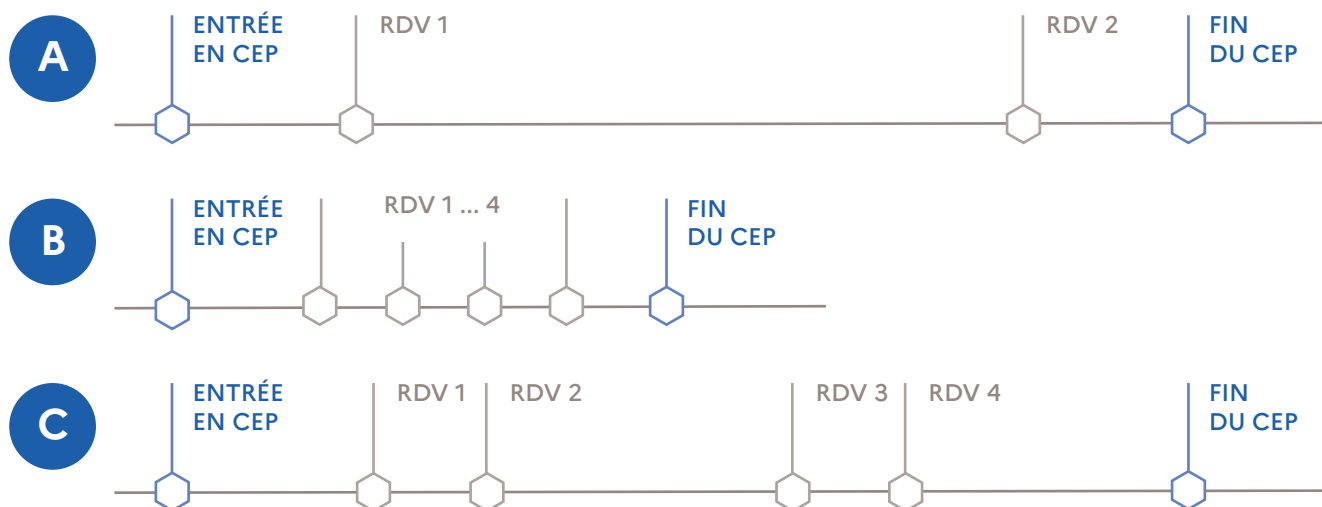 A
ENTRÉE
EN CEP
RDV 1
RDV 2
FIN
DU CEP
B
ENTRÉE
EN CEP
RDV 1 ... 4
FIN
DU CEP
C
ENTRÉE
EN CEP
RDV 1
RDV 2
RDV 3
RDV 4
FIN
DU CEP